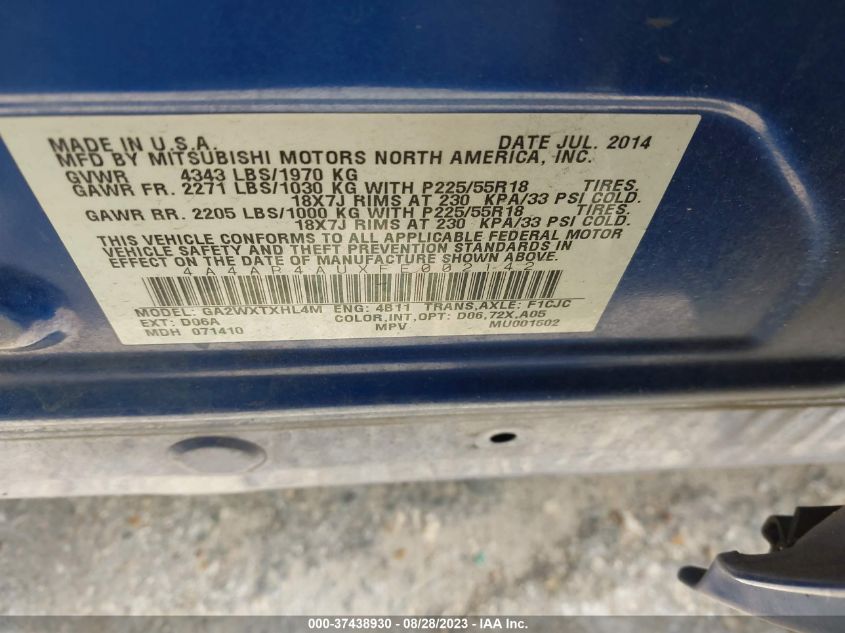 MADE IN U.S.A. DATE JUL. 2014
MFD BY MITSUBISHI MOTORS NORTH AMERICA, INC.
GVWR 4343 LBS/1970 KG
GAWR FR. 2271 LBS/1030 KG WITH P225/55R18 TIRES,
18X7J RIMS AT 230 KPA/33 PSI COLD.
GAWR RR. 2205 LBS/1000 KG WITH P225/55R18 TIRES,
18X7J RIMS AT 230 KPA/33 PSI COLD.
THIS VEHICLE CONFORMS TO ALL APPLICABLE FEDERAL MOTOR
VEHICLE SAFETY AND THEFT PREVENTION STANDARDS IN
EFFECT ON THE DATE OF MANUFACTURE SHOWN ABOVE.
4A4AP4AUXFE002142
MODEL: GA2WXTXHL4M ENG: 4B11 TRANS,AXLE: F1CJC
EXT: D06A COLOR,INT,OPT: D06,72X,A05
MDH 071410 MPV MU001602
000-37438930 - 08/28/2023 - IAA Inc.